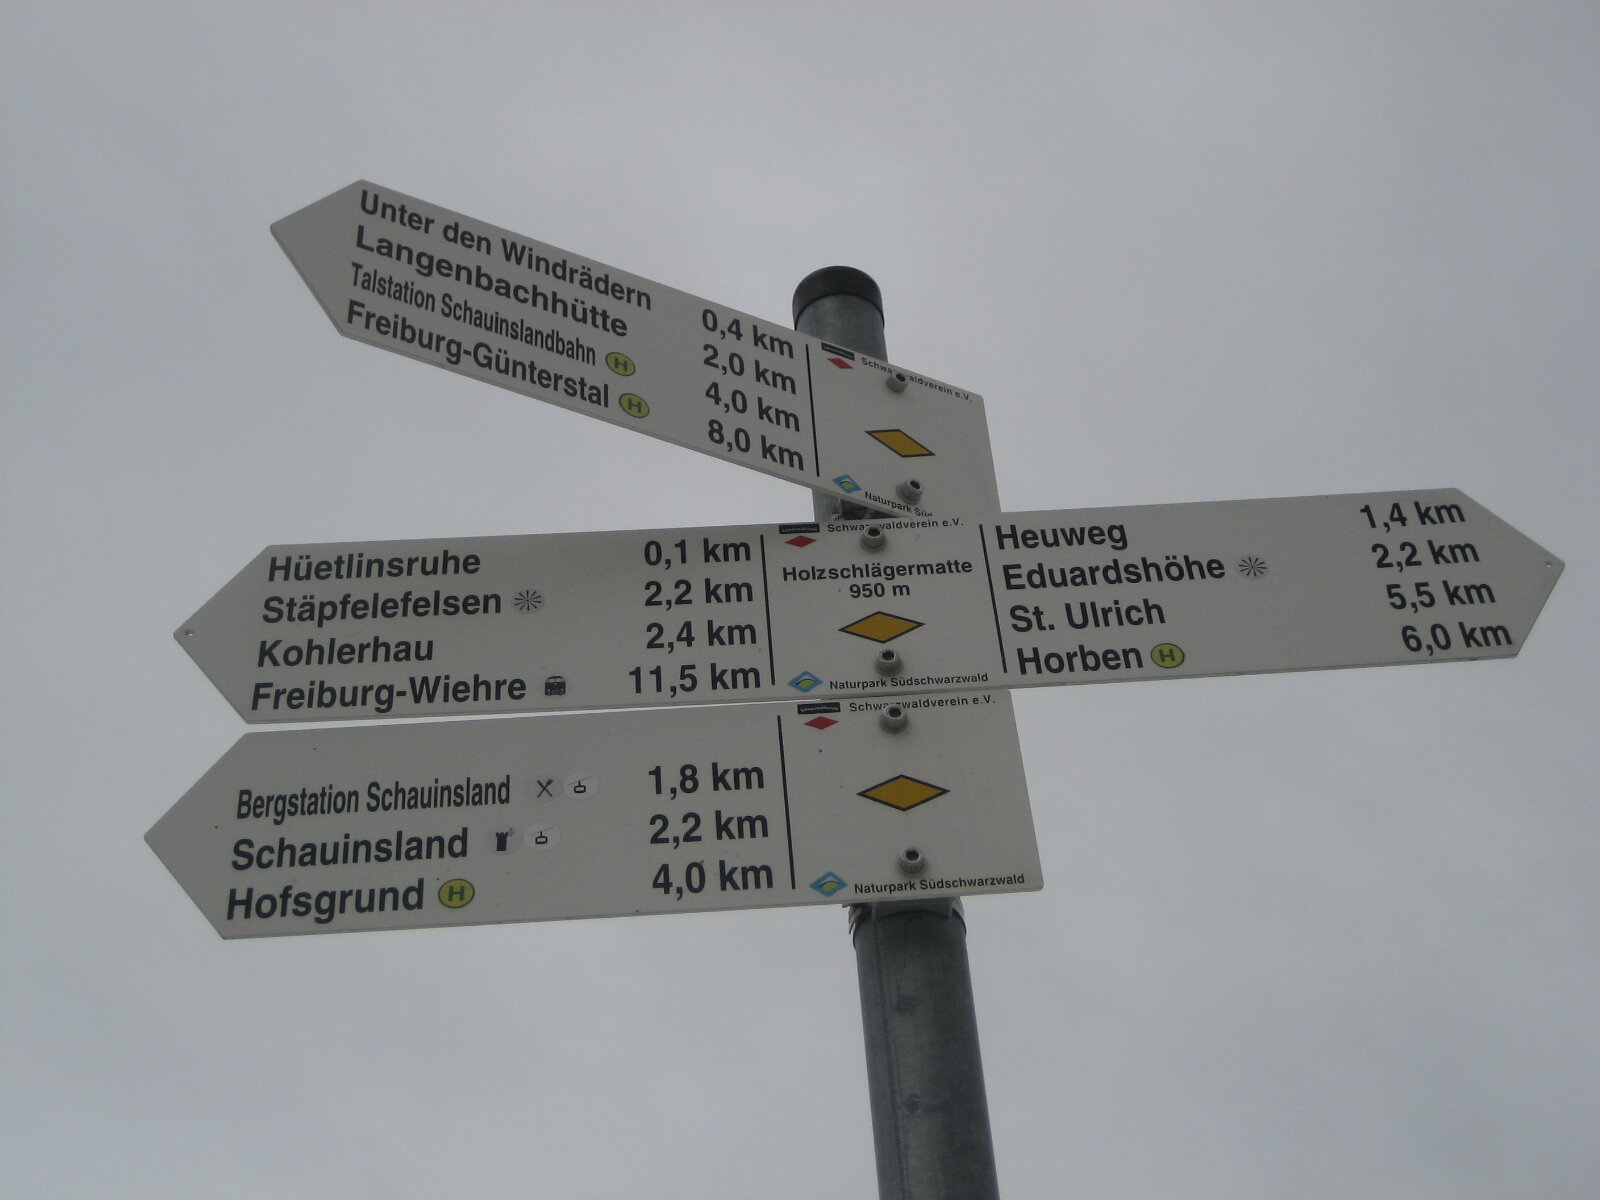 Unter den Windrädern 0,4 km
Langenbachhütte 2,0 km
Talstation Schauinslandbahn H 4,0 km
Freiburg-Günterstal H 8,0 km
Schwarzwaldverein e.V.
Naturpark Süd
Hüetlinsruhe 0,1 km
Stäpfelefelsen 2,2 km
Kohlerhau 2,4 km
Freiburg-Wiehre 11,5 km
Schwarzwaldverein e.V.
Holzschlägermatte
950 m
Naturpark Südschwarzwald
Heuweg 1,4 km
Eduardshöhe 2,2 km
St. Ulrich 5,5 km
Horben H 6,0 km
Bergstation Schauinsland 1,8 km
Schauinsland 2,2 km
Hofsgrund H 4,0 km
Schwarzwaldverein e.V.
Naturpark Südschwarzwald